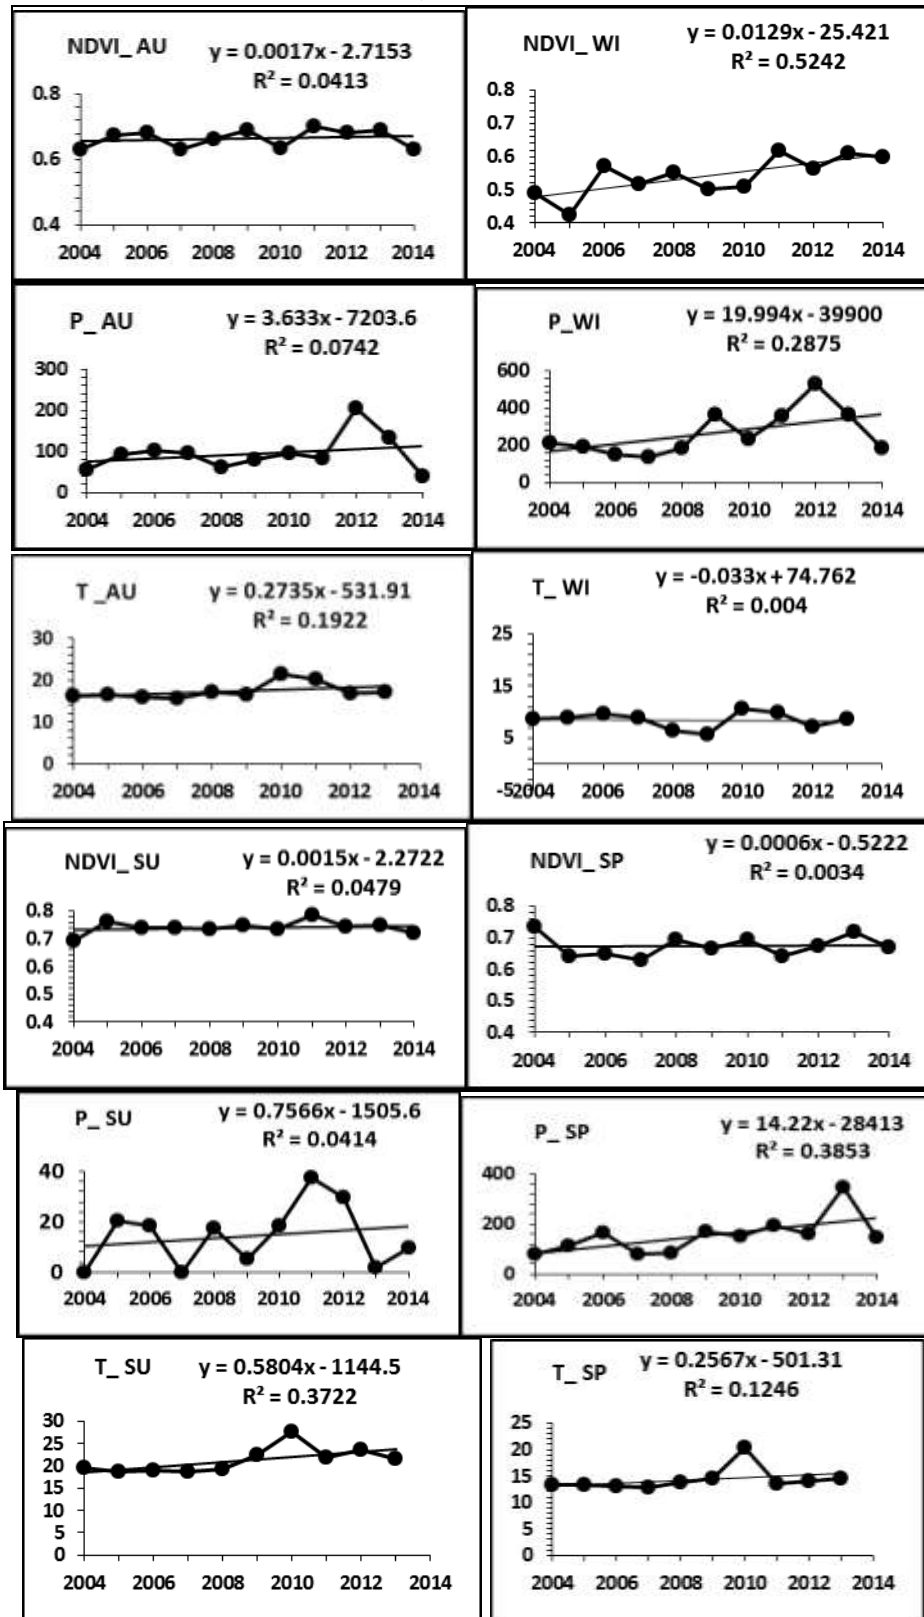 NDVI_ AU
y = 0.0017x - 2.7153
R² = 0.0413
0.8
0.6
0.4
2004 2006 2008 2010 2012 2014
NDVI_ WI
y = 0.0129x - 25.421
R² = 0.5242
0.8
0.7
0.6
0.5
0.4
2004 2006 2008 2010 2012 2014
P_ AU
y = 3.633x - 7203.6
R² = 0.0742
300
200
100
0
2004 2006 2008 2010 2012 2014
P_WI
y = 19.994x - 39900
R² = 0.2875
600
400
200
0
2004 2006 2008 2010 2012 2014
T _AU
y = 0.2735x - 531.91
R² = 0.1922
30
20
10
0
2004 2006 2008 2010 2012 2014
T_ WI
y = -0.033x + 74.762
R² = 0.004
25
15
5
-5
2004 2006 2008 2010 2012 2014
NDVI_ SU
y = 0.0015x - 2.2722
R² = 0.0479
0.8
0.7
0.6
0.5
0.4
2004 2006 2008 2010 2012 2014
NDVI_ SP
y = 0.0006x - 0.5222
R² = 0.0034
0.8
0.7
0.6
0.5
0.4
2004 2006 2008 2010 2012 2014
P_ SU
y = 0.7566x - 1505.6
R² = 0.0414
40
20
0
2004 2006 2008 2010 2012 2014
P_ SP
y = 14.22x - 28413
R² = 0.3853
400
200
0
2004 2006 2008 2010 2012 2014
T_ SU
y = 0.5804x - 1144.5
R² = 0.3722
30
25
20
15
10
5
0
2004 2006 2008 2010 2012 2014
T_ SP
y = 0.2567x - 501.31
R² = 0.1246
25
20
15
10
5
0
2004 2006 2008 2010 2012 2014